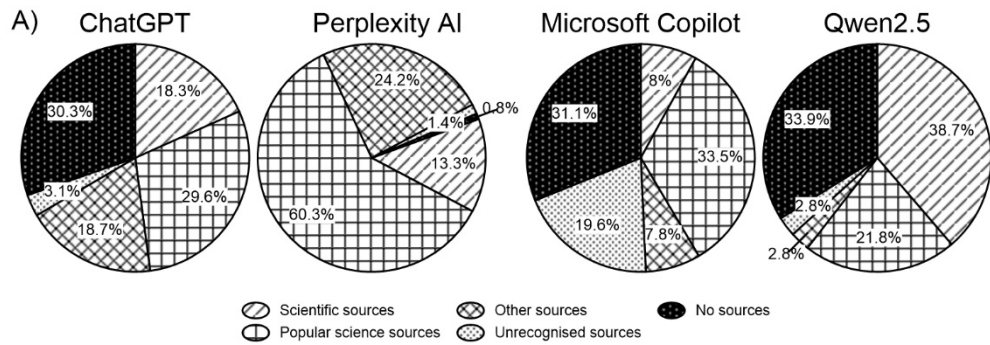 A)
ChatGPT
Perplexity AI
Microsoft Copilot
Qwen2.5
30.3%
18.3%
3.1%
29.6%
18.7%
24.2%
0.8%
1.4%
13.3%
60.3%
8%
31.1%
33.5%
19.6%
7.8%
33.9%
38.7%
2.8%
2.8%
21.8%
Scientific sources
Other sources
No sources
Popular science sources
Unrecognised sources